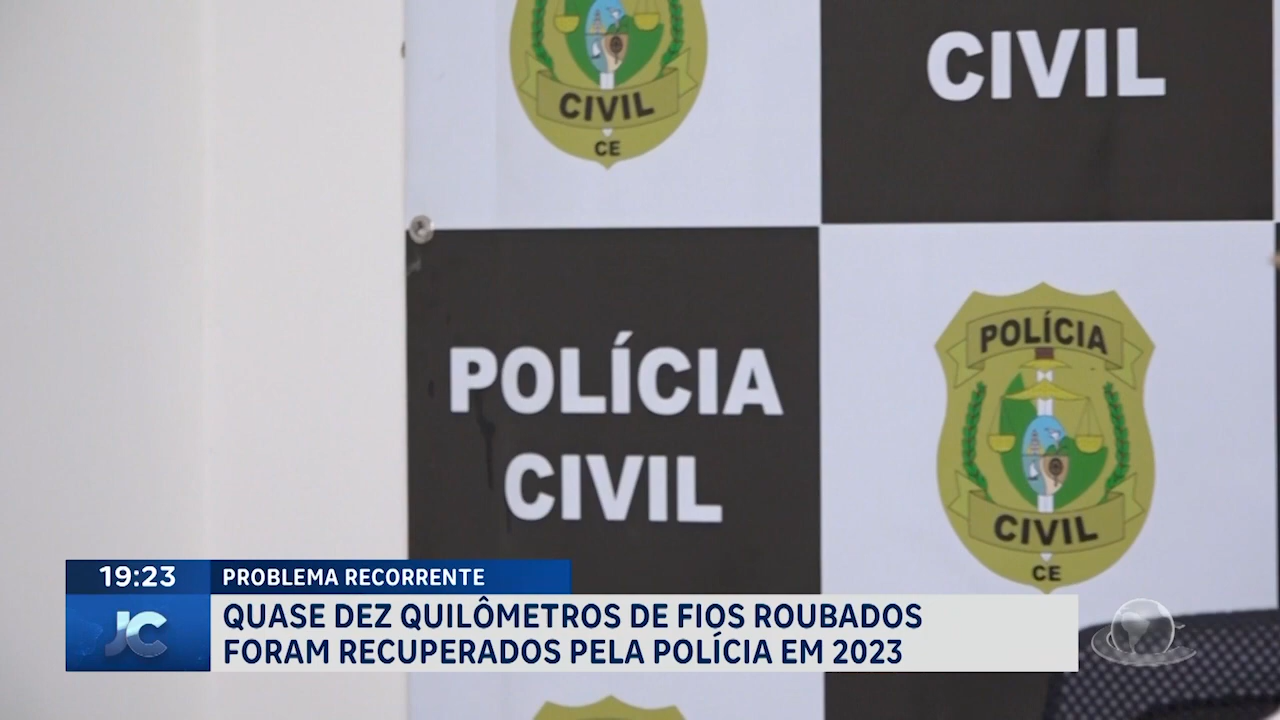 CIVIL
CE
CIVIL
POLÍCIA
CIVIL
POLÍCIA
CIVIL
CE
19:23
PROBLEMA RECORRENTE
JC
QUASE DEZ QUILÔMETROS DE FIOS ROUBADOS
FORAM RECUPERADOS PELA POLÍCIA EM 2023